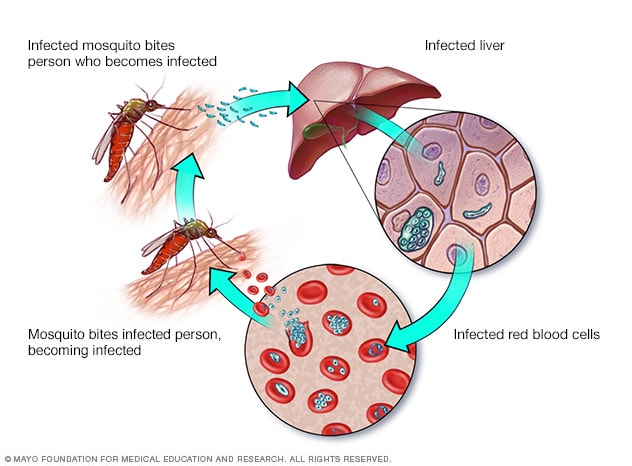 Infected mosquito bites
person who becomes infected
Infected liver
Mosquito bites infected person,
becoming infected
Infected red blood cells
© MAYO FOUNDATION FOR MEDICAL EDUCATION AND RESEARCH. ALL RIGHTS RESERVED.